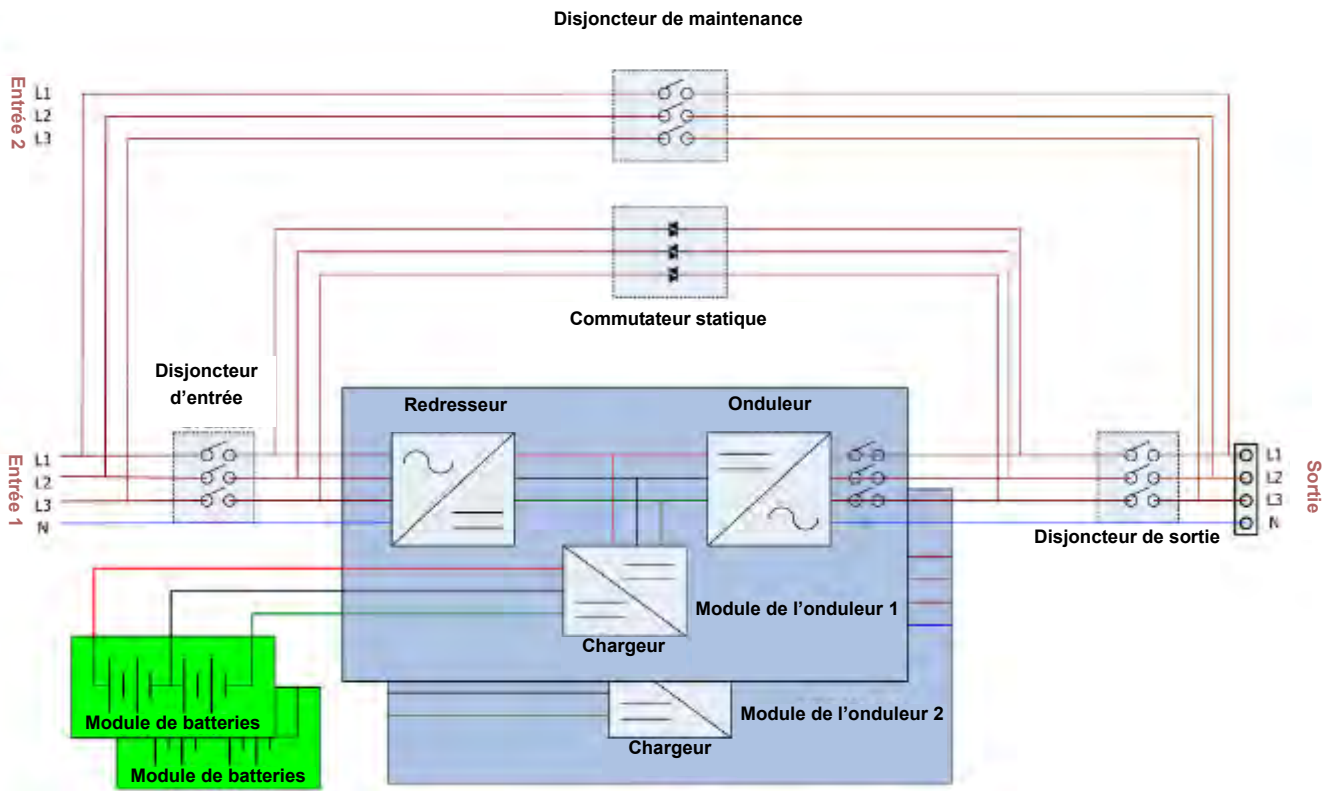 Disjoncteur de maintenance
Entrée 2
L1
L2
L3
Commutateur statique
Disjoncteur
d'entrée
Redresseur
Onduleur
Entrée 1
L1
L2
L3
N
L1
L2
L3
N
Sortie
Disjoncteur de sortie
Module de l'onduleur 1
Chargeur
Module de batteries
Module de l'onduleur 2
Chargeur
Module de batteries